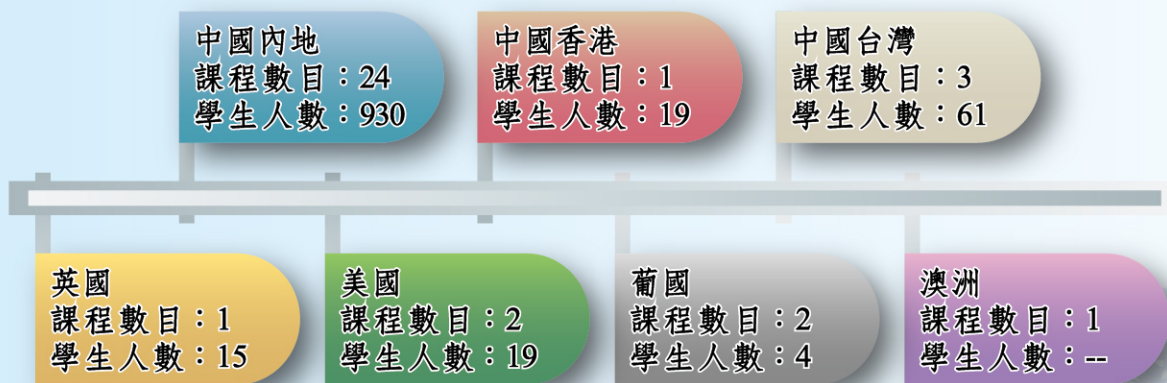 中國內地
課程數目：24
學生人數：930
中國香港
課程數目：1
學生人數：19
中國台灣
課程數目：3
學生人數：61
英國
課程數目：1
學生人數：15
美國
課程數目：2
學生人數：19
葡國
課程數目：2
學生人數：4
澳洲
課程數目：1
學生人數：--